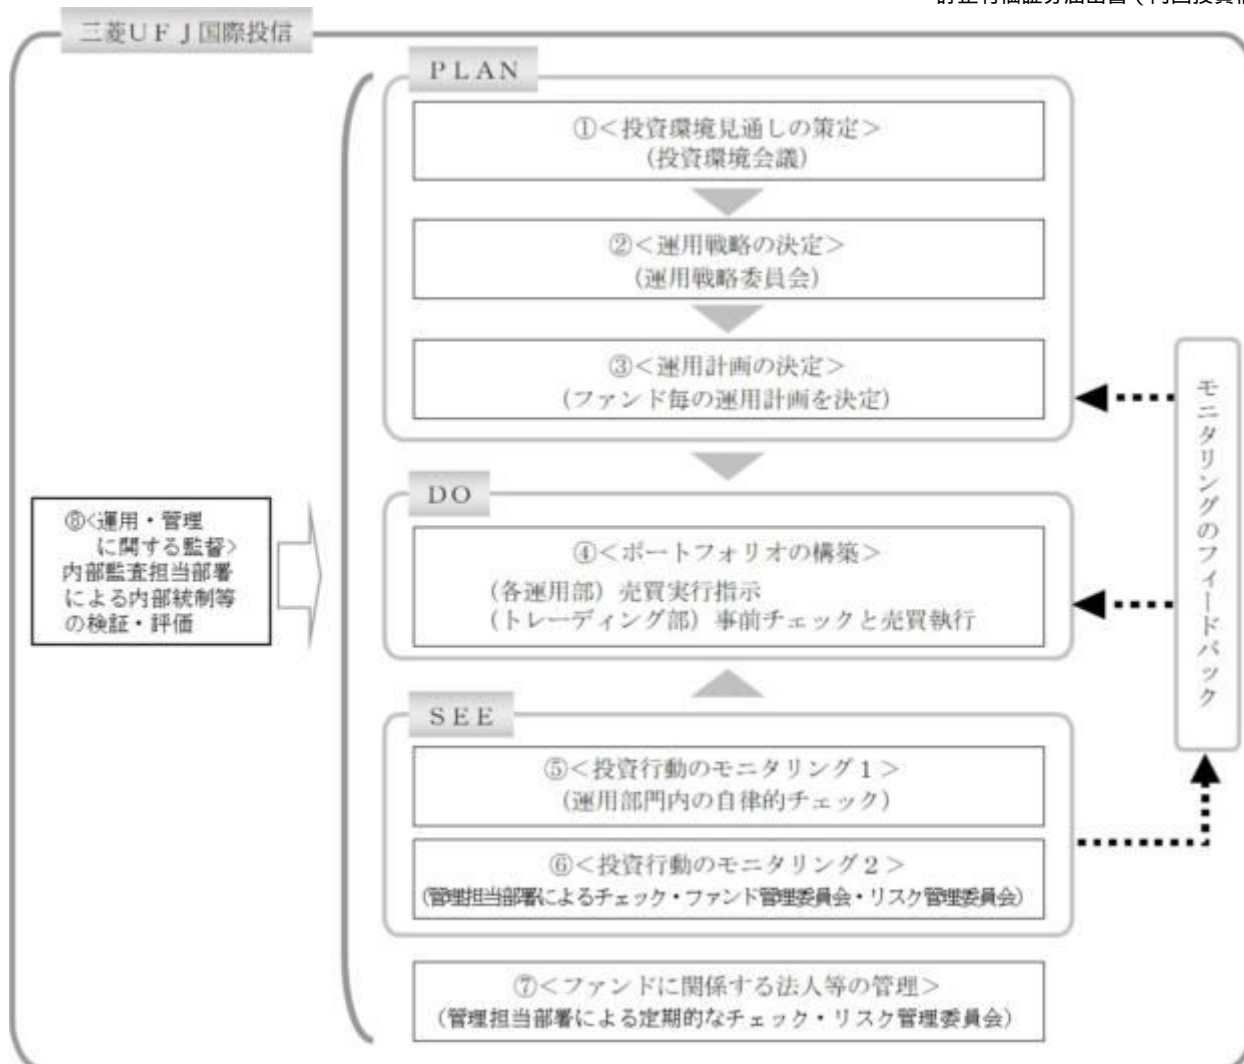 三菱ＵＦＪ国際投信
ＰＬＡＮ
①＜投資環境見通しの策定＞
(投資環境会議)
②＜運用戦略の決定＞
(運用戦略委員会)
③＜運用計画の決定＞
(ファンド毎の運用計画を決定)
ＤＯ
④＜ポートフォリオの構築＞
(各運用部) 売買実行指示
(トレーディング部) 事前チェックと売買執行
ＳＥＥ
⑤＜投資行動のモニタリング１＞
(運用部門内の自律的チェック)
⑥＜投資行動のモニタリング２＞
(管理担当部署によるチェック・ファンド管理委員会・リスク管理委員会)
⑦＜ファンドに関係する法人等の管理＞
(管理担当部署による定期的なチェック・リスク管理委員会)
⑧<運用・管理
に関する監督>
内部監査担当部署
による内部統制等
の検証・評価
モニタリングのフィードバック